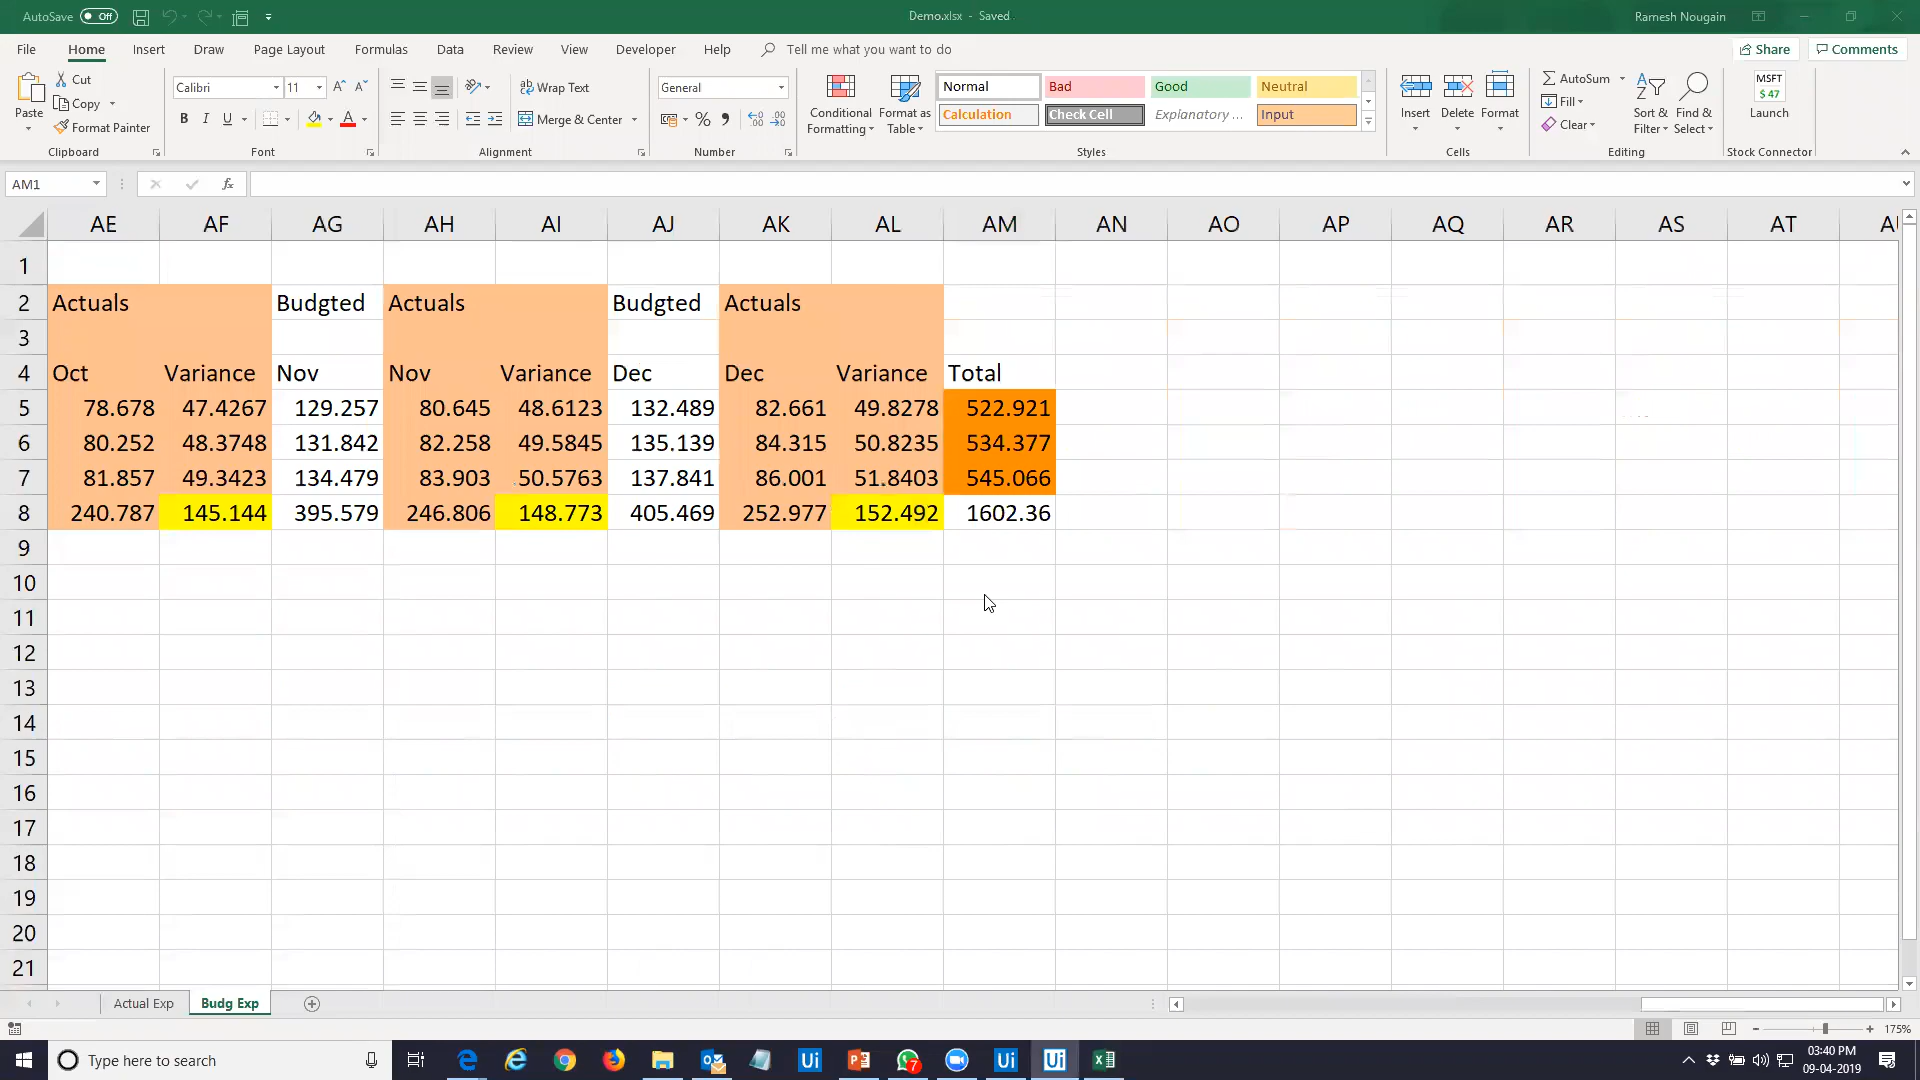 AutoSave Off
Demo.xlsx - Saved
Ramesh Nougain
File Home Insert Draw Page Layout Formulas Data Review View Developer Help Tell me what you want to do Share Comments
Paste
Cut
Copy
Format Painter
Clipboard
Calibri 11
B I U
Font
Wrap Text
Merge & Center
Alignment
General
Number
Conditional Formatting
Format as Table
Normal Bad Good Neutral
Calculation Check Cell Explanatory ... Input
Styles
Insert Delete Format
Cells
AutoSum
Fill
Clear
Sort & Filter
Find & Select
Editing
MSFT
$ 47
Launch
Stock Connector
AM1 fx
AE AF AG AH AI AJ AK AL AM AN AO AP AQ AR AS AT
1
2 Actuals Budgted Actuals Budgted Actuals
3
4 Oct Variance Nov Nov Variance Dec Dec Variance Total
5 78.678 47.4267 129.257 80.645 48.6123 132.489 82.661 49.8278 522.921
6 80.252 48.3748 131.842 82.258 49.5845 135.139 84.315 50.8235 534.377
7 81.857 49.3423 134.479 83.903 50.5763 137.841 86.001 51.8403 545.066
8 240.787 145.144 395.579 246.806 148.773 405.469 252.977 152.492 1602.36
9
10
11
12
13
14
15
16
17
18
19
20
21
Actual Exp Budg Exp
175%
Type here to search
Ui Ui Ui
7
03:40 PM
09-04-2019